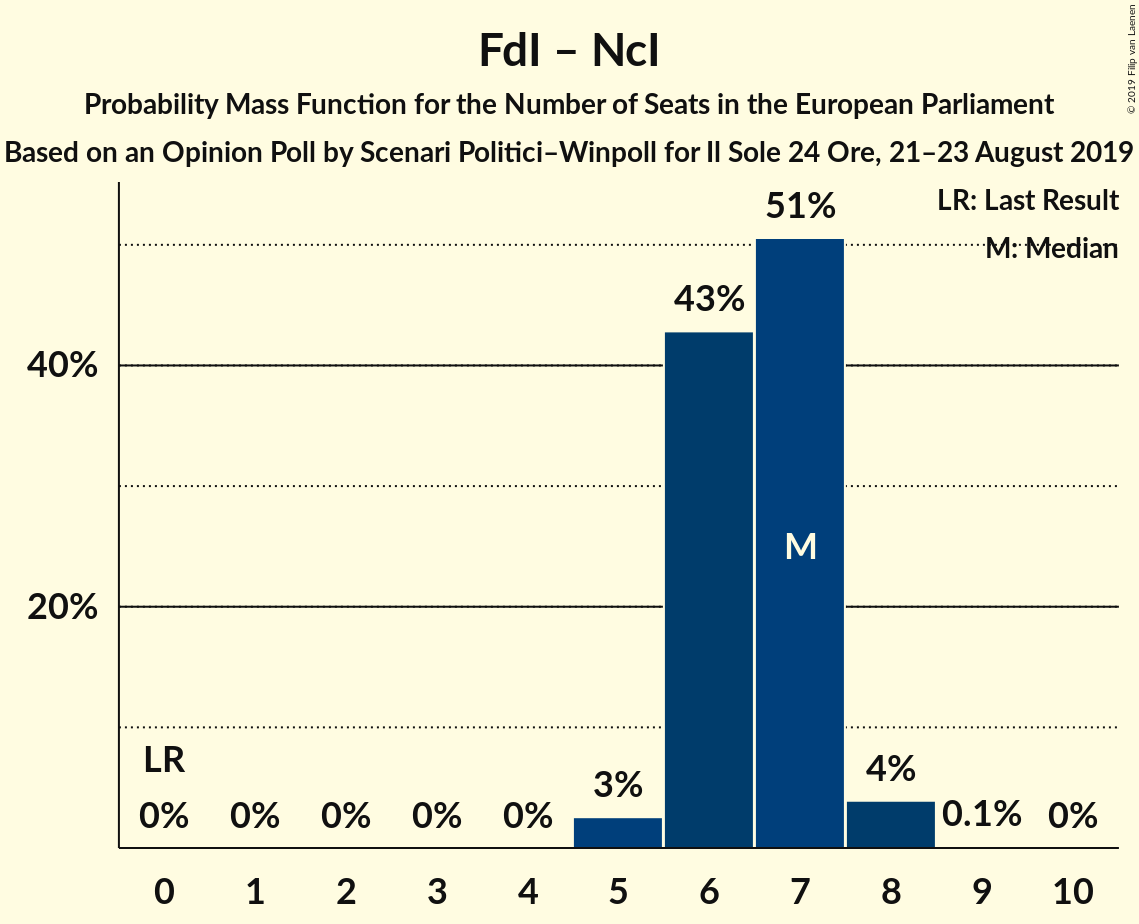 FdI – NcI
Probability Mass Function for the Number of Seats in the European Parliament
Based on an Opinion Poll by Scenari Politici–Winpoll for Il Sole 24 Ore, 21–23 August 2019
© 2019 Filip van Laenen
LR: Last Result
M: Median
51%
43%
40%
M
20%
LR
3%
4%
0% 0% 0% 0% 0% 0.1% 0%
0 1 2 3 4 5 6 7 8 9 10